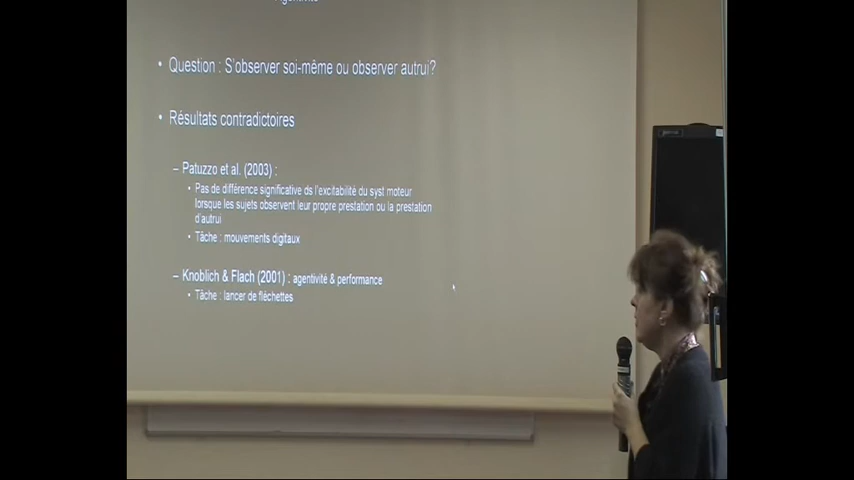 Agentivité
• Question : S'observer soi-même ou observer autrui?
• Résultats contradictoires
– Patuzzo et al. (2003) :
• Pas de différence significative ds l'excitabilité du syst moteur
lorsque les sujets observent leur propre prestation ou la prestation
d'autrui
• Tâche : mouvements digitaux
– Knoblich & Flach (2001) : agentivité & performance
• Tâche : lancer de fléchettes